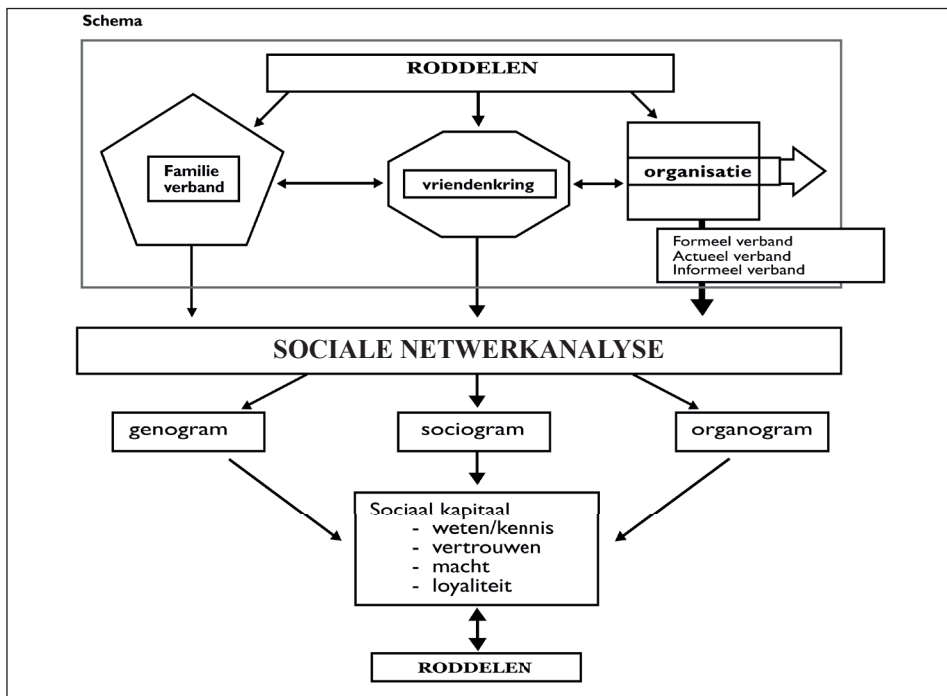 Schema
RODDELEN
Familie
verband
vriendenkring
organisatie
Formeel verband
Actueel verband
Informeel verband
SOCIALE NETWERKANALYSE
genogram
sociogram
organogram
Sociaal kapitaal
- weten/kennis
- vertrouwen
- macht
- loyaliteit
RODDELEN